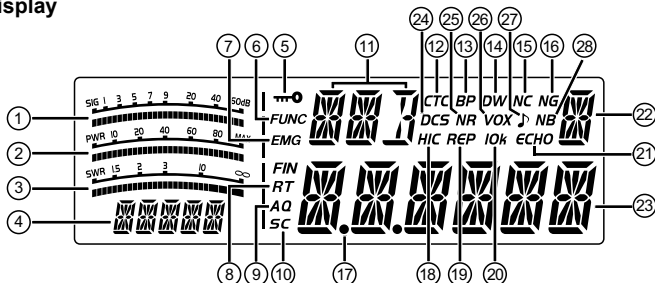 isplay
24 25 26 27
7 6 5 11 12 13 14 15 16 28
SIG 1 3 5 7 9 20 40 60dB
1
CTC BP DW NC NG
FUNC DCS NR VOX ♪ NB
22
PWR 10 20 40 60 80 MAX
2
EMG HIC REP 10k ECHO
21
SWR 1.5 2 3 10 ∞
3
FIN
RT
AQ
SC
4
23
8 9 10 17 18 19 20